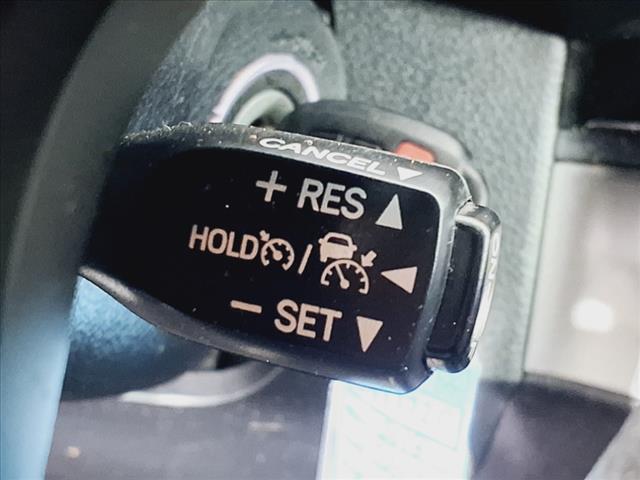 CANCEL ▼
+ RES ▲
HOLD / ◀
− SET ▼